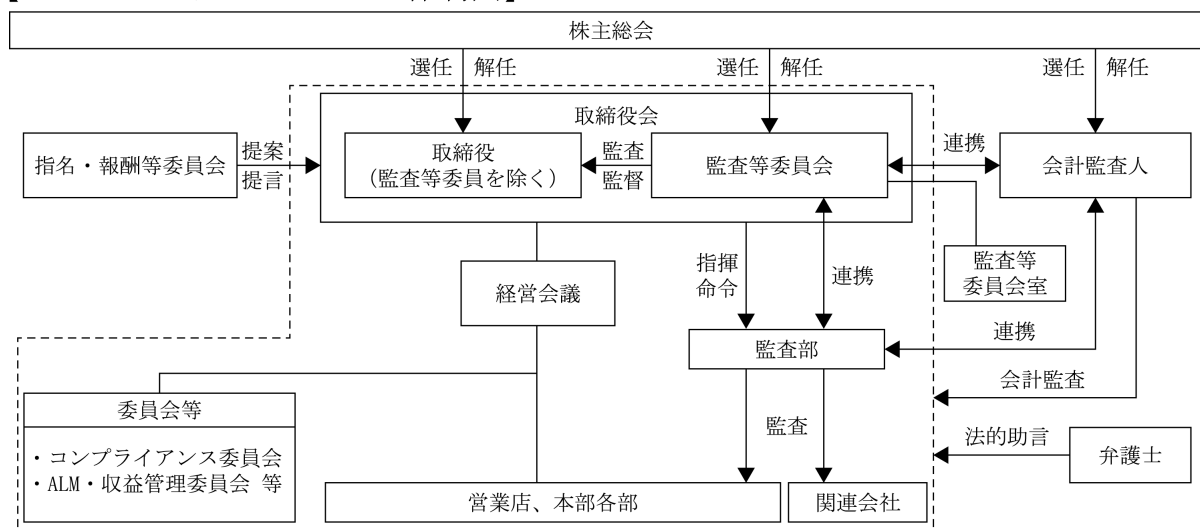 株主総会
選任 解任
選任 解任
選任 解任
取締役会
指名・報酬等委員会
提案
提言
取締役
（監査等委員を除く）
監査
監督
監査等委員会
連携
会計監査人
監査等
委員会室
経営会議
指揮
命令
連携
連携
監査部
会計監査
委員会等
・コンプライアンス委員会
・ALM・収益管理委員会 等
監査
法的助言
弁護士
営業店、本部各部
関連会社